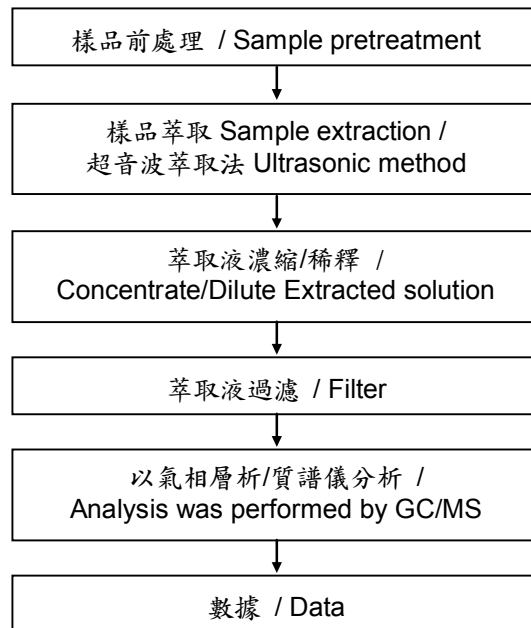 樣品前處理 / Sample pretreatment
樣品萃取 Sample extraction /
超音波萃取法 Ultrasonic method
萃取液濃縮/稀釋 /
Concentrate/Dilute Extracted solution
萃取液過濾 / Filter
以氣相層析/質譜儀分析 /
Analysis was performed by GC/MS
數據 / Data